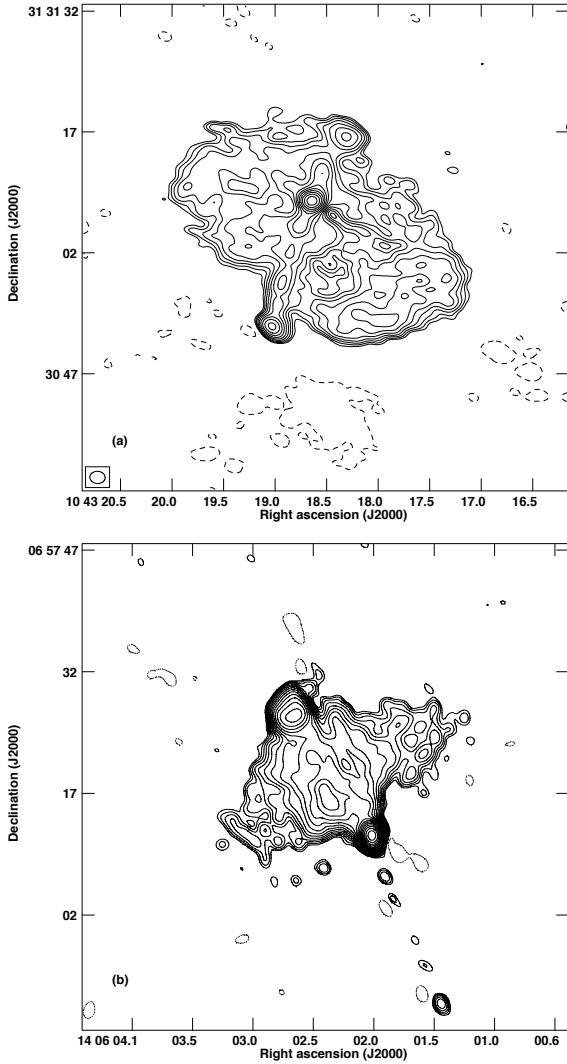 31 31 32
17
02
30 47
Declination (J2000)
(a)
10 43 20.5 20.0 19.5 19.0 18.5 18.0 17.5 17.0 16.5
Right ascension (J2000)
06 57 47
32
17
02
Declination (J2000)
(b)
14 06 04.1 03.5 03.0 02.5 02.0 01.5 01.0 00.4
Right ascension (J2000)